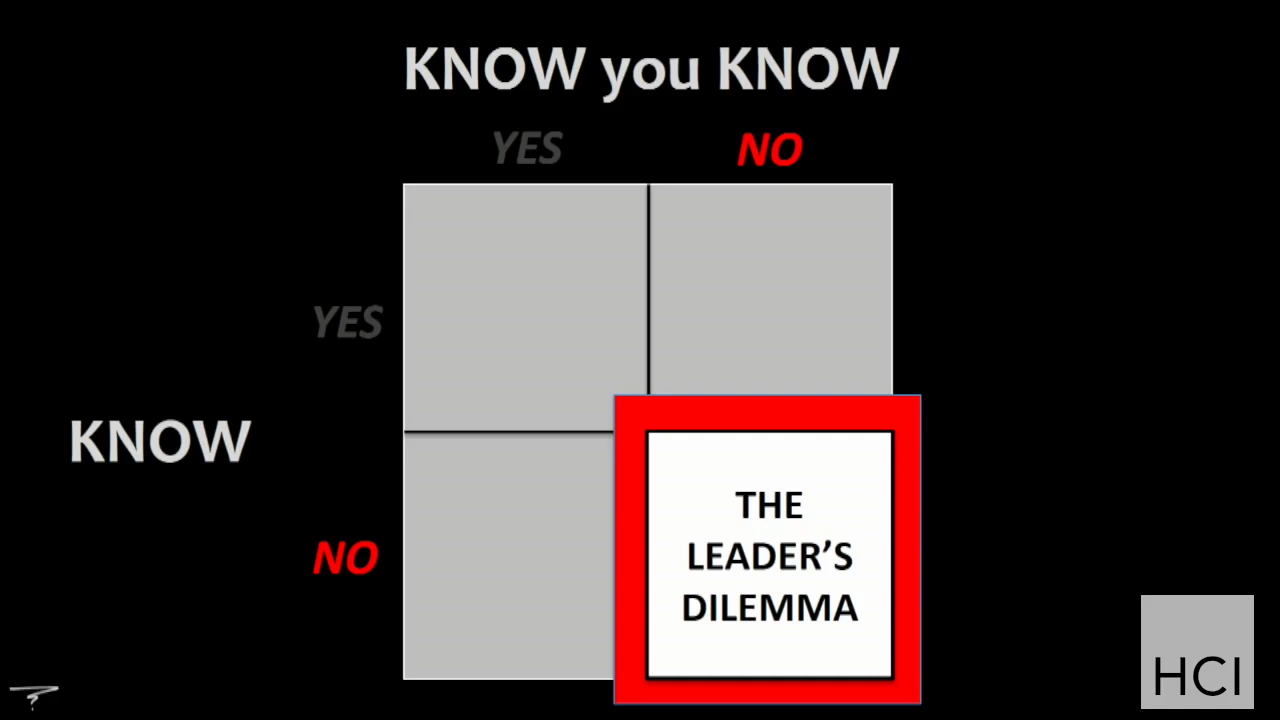 KNOW you KNOW
YES
NO
YES
KNOW
NO
THE
LEADER’S
DILEMMA
HCI